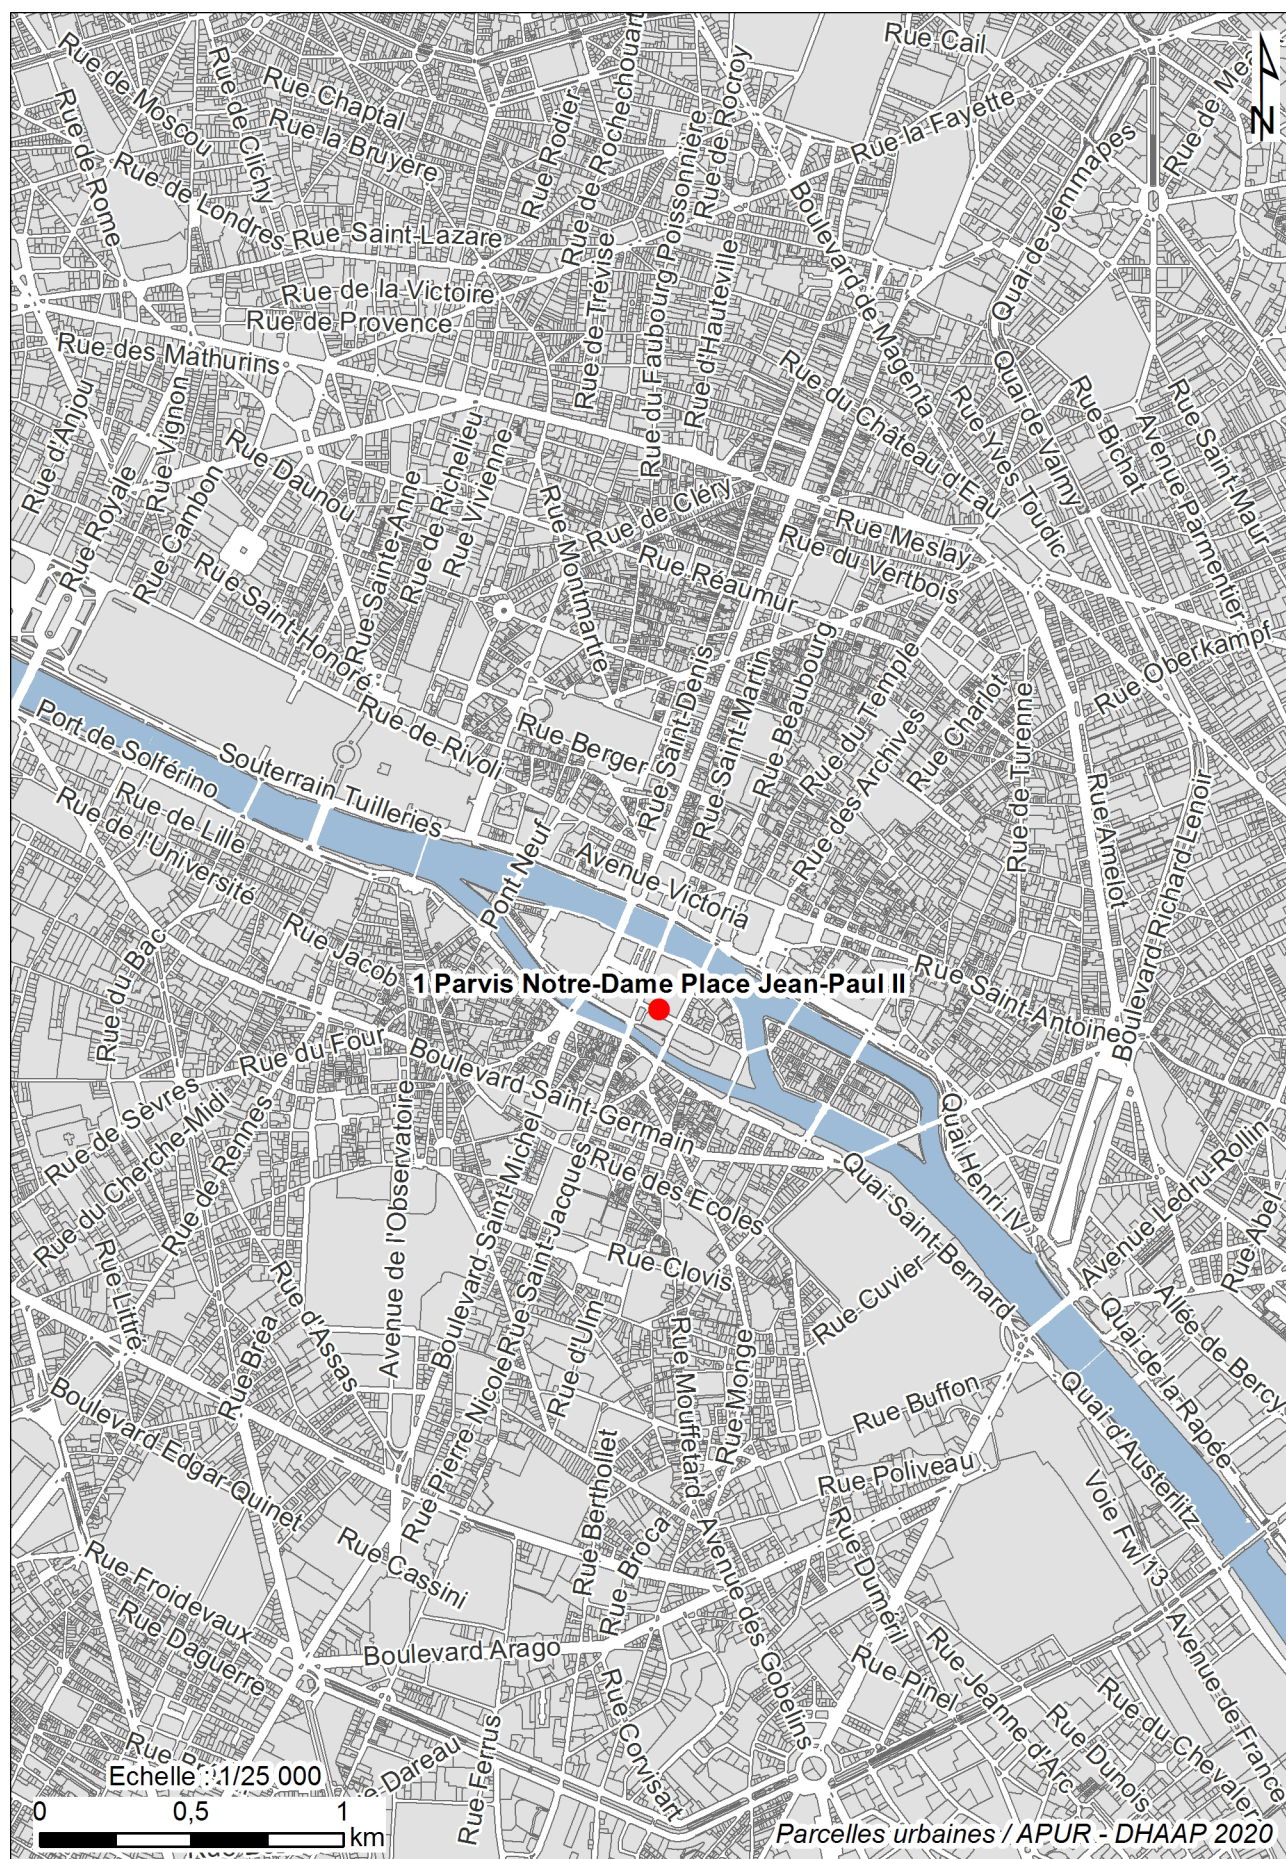 Rue Cail
Rue de Moscou
Rue de Clichy
Rue Chaptal
Rue la Bruyère
Rue Rodier
Rue de Rochechouart
Rue de Rocroy
Rue la Fayette
Quai de Jemmapes
N
Rue de Rome
Rue de Londres
Rue Saint-Lazare
Rue de la Victoire
Rue de Provence
Rue de Trévise
Rue du Faubourg Poissonnière
Rue d'Hauteville
Boulevard de Magenta
Rue des Mathurins
Rue d'Anjou
Rue Vignon
Rue Royale
Rue Cambon
Rue Daunou
Rue Sainte-Anne
Rue de Richelieu
Rue Vivienne
Rue Montmartre
Rue de Cléry
Rue Réaumur
Rue du Château d'Eau
Rue Yves Toudic
Quai de Valmy
Rue Bichat
Avenue Parmentier
Rue Saint-Maur
Rue Meslay
Rue du Vertbois
Rue Saint-Honoré
Rue de Rivoli
Rue Berger
Rue Saint-Denis
Rue Saint-Martin
Rue Beaubourg
Rue du Temple
Rue des Archives
Rue Charlot
Rue de Turenne
Rue Oberkampf
Rue Amelot
Boulevard Richard Lenoir
Port de Solférino
Souterrain Tuilleries
Rue de Lille
Rue de l'Université
Pont Neuf
Avenue Victoria
Rue du Bac
Rue Jacob
1 Parvis Notre-Dame Place Jean-Paul II
Rue Saint-Antoine
Rue du Four
Boulevard Saint-Germain
Rue de Sèvres
Rue du Cherche-Midi
Rue de Rennes
Avenue de l'Observatoire
Boulevard Saint-Michel
Rue Saint-Jacques
Rue des Ecoles
Quai Henri IV
Quai Saint-Bernard
Avenue Ledru-Rollin
Rue Abel
Rue Littré
Rue Bréa
Rue d'Assas
Rue Clovis
Rue Cuvier
Rue d'Ulm
Rue Mouffetard
Rue Monge
Quai de la Rapée
Allée de Bercy
Boulevard Edgar Quinet
Rue Pierre Nicole
Rue Buffon
Quai d'Austerlitz
Rue Poliveau
Voie Fw/13
Rue Berthollet
Rue Broca
Rue Cassini
Rue Froidevaux
Rue Daguerre
Boulevard Arago
Avenue des Gobelins
Rue Duméril
Rue Pinel
Rue Jeanne d'Arc
Avenue de France
Rue Dunois
Rue du Chevaler
Rue Corvisart
Rue Ferrus
Dareau
Echelle : 1/25 000
0 0,5 1
km
Parcelles urbaines / APUR - DHAAP 2020